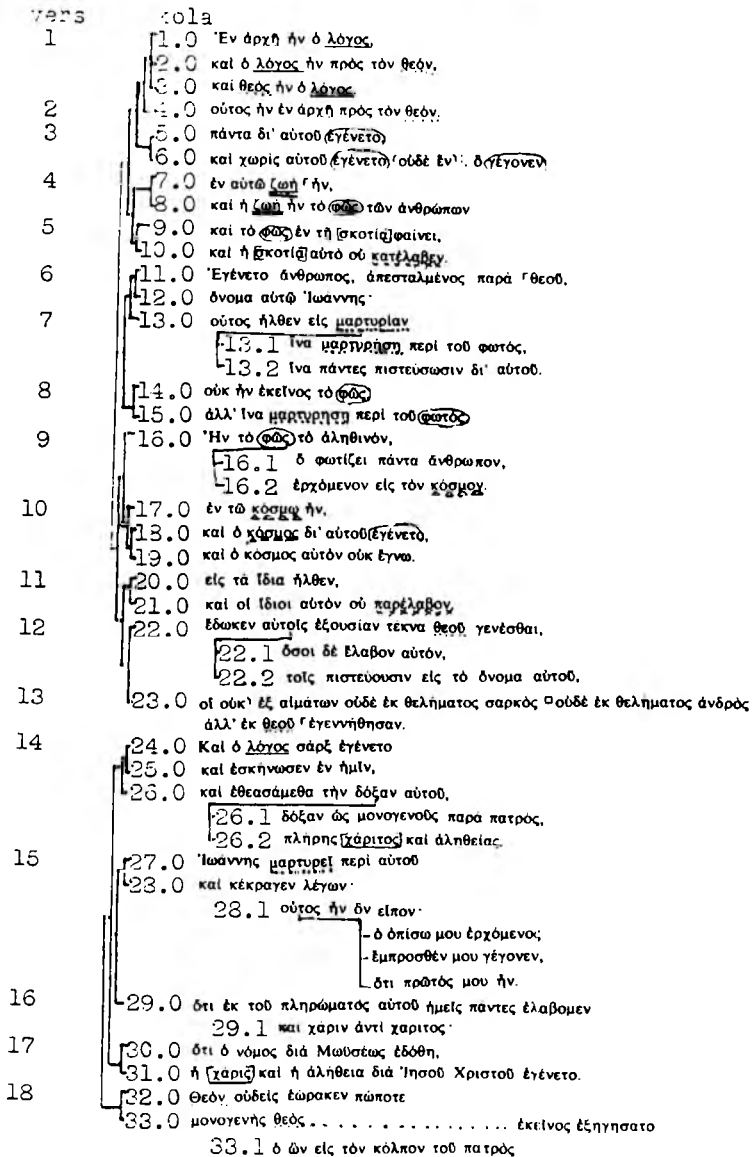 vers kola
1 1.0 Ἐν ἀρχῇ ἦν ὁ λόγος,
2.0 καὶ ὁ λόγος ἦν πρὸς τὸν θεόν,
3.0 καὶ θεὸς ἦν ὁ λόγος.
2 4.0 οὗτος ἦν ἐν ἀρχῇ πρὸς τὸν θεόν.
3 5.0 πάντα δι' αὐτοῦ ἐγένετο,
6.0 καὶ χωρὶς αὐτοῦ ἐγένετο ⸂οὐδὲ ἕν⸃. ὃ γέγονεν
4 7.0 ἐν αὐτῷ ζωὴ ⸀ἦν,
8.0 καὶ ἡ ζωὴ ἦν τὸ φῶς τῶν ἀνθρώπων
5 9.0 καὶ τὸ φῶς ἐν τῇ [σκοτίᾳ] φαίνει,
10.0 καὶ ἡ [σκοτία] αὐτὸ οὐ κατέλαβεν.
6 11.0 Ἐγένετο ἄνθρωπος, ἀπεσταλμένος παρὰ ⸀θεοῦ,
12.0 ὄνομα αὐτῷ Ἰωάννης·
7 13.0 οὗτος ἦλθεν εἰς μαρτυρίαν
13.1 ἵνα μαρτυρήσῃ περὶ τοῦ φωτός,
13.2 ἵνα πάντες πιστεύσωσιν δι' αὐτοῦ.
8 14.0 οὐκ ἦν ἐκεῖνος τὸ φῶς,
15.0 ἀλλ' ἵνα μαρτυρήσῃ περὶ τοῦ φωτός.
9 16.0 Ἦν τὸ φῶς τὸ ἀληθινόν,
16.1 ὃ φωτίζει πάντα ἄνθρωπον,
16.2 ἐρχόμενον εἰς τὸν κόσμον.
10 17.0 ἐν τῷ κόσμῳ ἦν,
18.0 καὶ ὁ κόσμος δι' αὐτοῦ ἐγένετο,
19.0 καὶ ὁ κόσμος αὐτὸν οὐκ ἔγνω.
11 20.0 εἰς τὰ ἴδια ἦλθεν,
21.0 καὶ οἱ ἴδιοι αὐτὸν οὐ παρέλαβον.
12 22.0 ἔδωκεν αὐτοῖς ἐξουσίαν τέκνα θεοῦ γενέσθαι,
22.1 ὅσοι δὲ ἔλαβον αὐτόν,
22.2 τοῖς πιστεύουσιν εἰς τὸ ὄνομα αὐτοῦ,
13 23.0 οἳ οὐκ⸃ ἐξ αἱμάτων οὐδὲ ἐκ θελήματος σαρκὸς ▫οὐδὲ ἐκ θελήματος ἀνδρὸς
ἀλλ' ἐκ θεοῦ ⸀ἐγεννήθησαν.
14 24.0 Καὶ ὁ λόγος σὰρξ ἐγένετο
25.0 καὶ ἐσκήνωσεν ἐν ἡμῖν,
26.0 καὶ ἐθεασάμεθα τὴν δόξαν αὐτοῦ,
26.1 δόξαν ὡς μονογενοῦς παρὰ πατρός,
26.2 πλήρης [χάριτος] καὶ ἀληθείας.
15 27.0 Ἰωάννης μαρτυρεῖ περὶ αὐτοῦ
23.0 καὶ κέκραγεν λέγων·
28.1 οὗτος ἦν ὃν εἶπον·
- ὁ ὀπίσω μου ἐρχόμενος;
- ἔμπροσθέν μου γέγονεν,
ὅτι πρῶτός μου ἦν.
16 29.0 ὅτι ἐκ τοῦ πληρώματος αὐτοῦ ἡμεῖς πάντες ἐλάβομεν
29.1 καὶ χάριν ἀντὶ χάριτος·
17 30.0 ὅτι ὁ νόμος διὰ Μωϋσέως ἐδόθη,
31.0 ἡ [χάρις] καὶ ἡ ἀλήθεια διὰ Ἰησοῦ Χριστοῦ ἐγένετο.
18 32.0 Θεὸν οὐδεὶς ἑώρακεν πώποτε
33.0 μονογενὴς θεὸς . . . . . . . . . . . . . . . . . ἐκεῖνος ἐξηγήσατο
33.1 ὁ ὢν εἰς τὸν κόλπον τοῦ πατρὸς